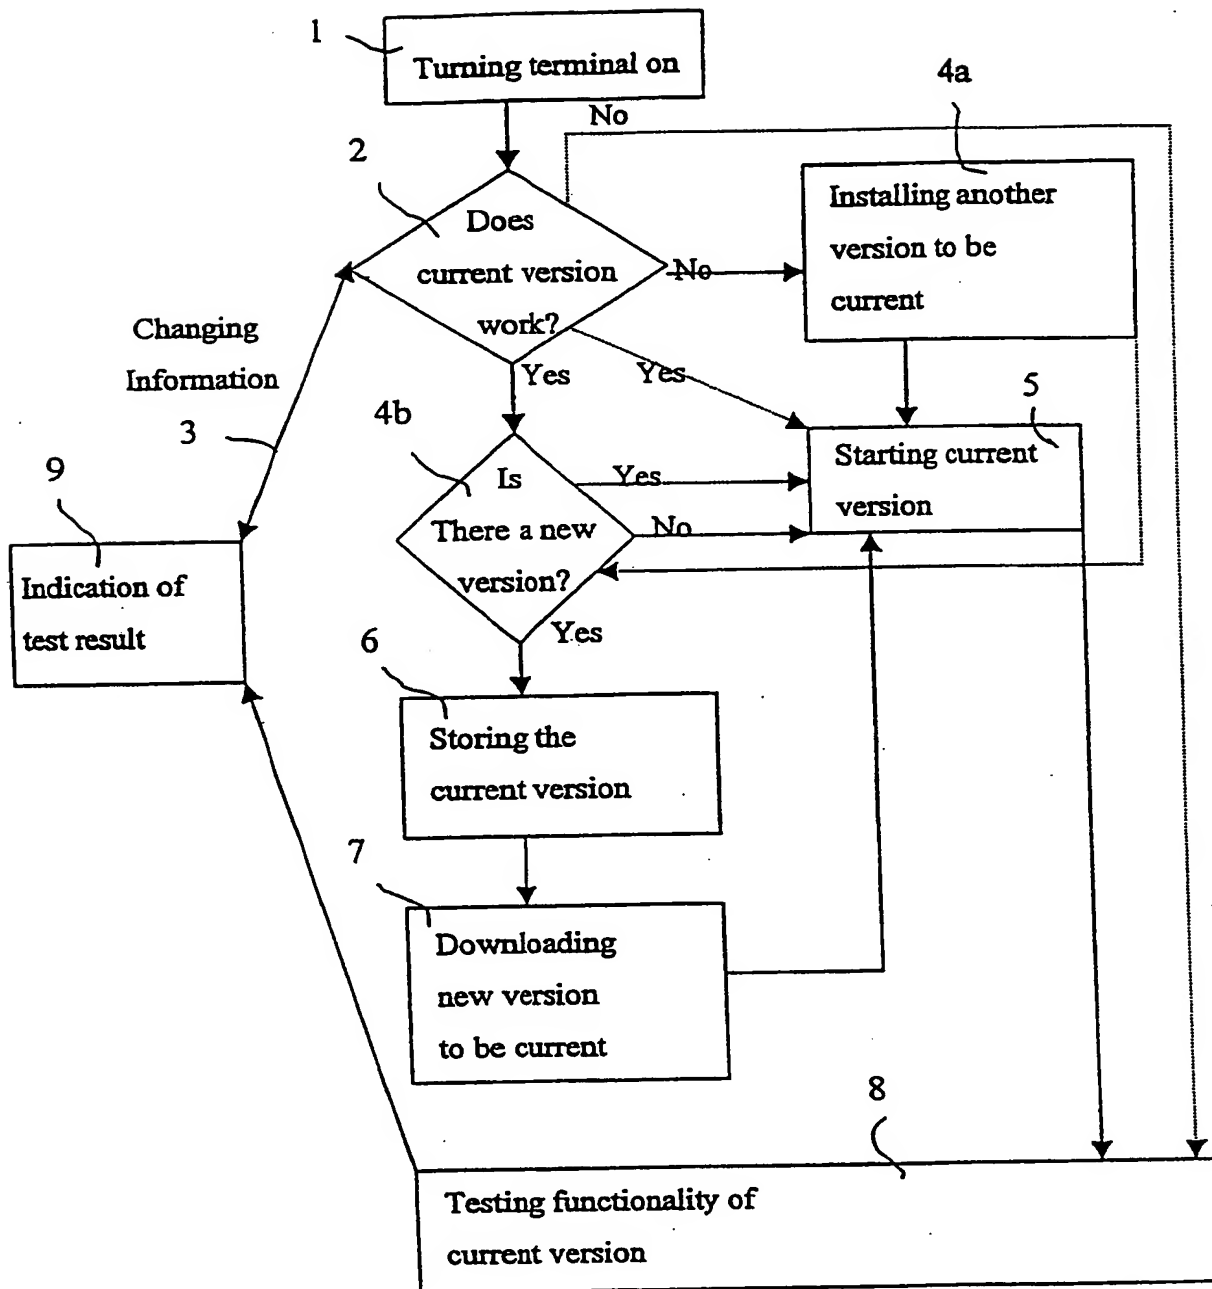 1
Turning terminal on
No
4a
2
Does
current version
work?
No
Installing another
version to be
current
Changing
Information
3
Yes
Yes
4b
5
Starting current
version
Is
There a new
version?
Yes
No
Yes
9
Indication of
test result
6
Storing the
current version
7
Downloading
new version
to be current
8
Testing functionality of
current version